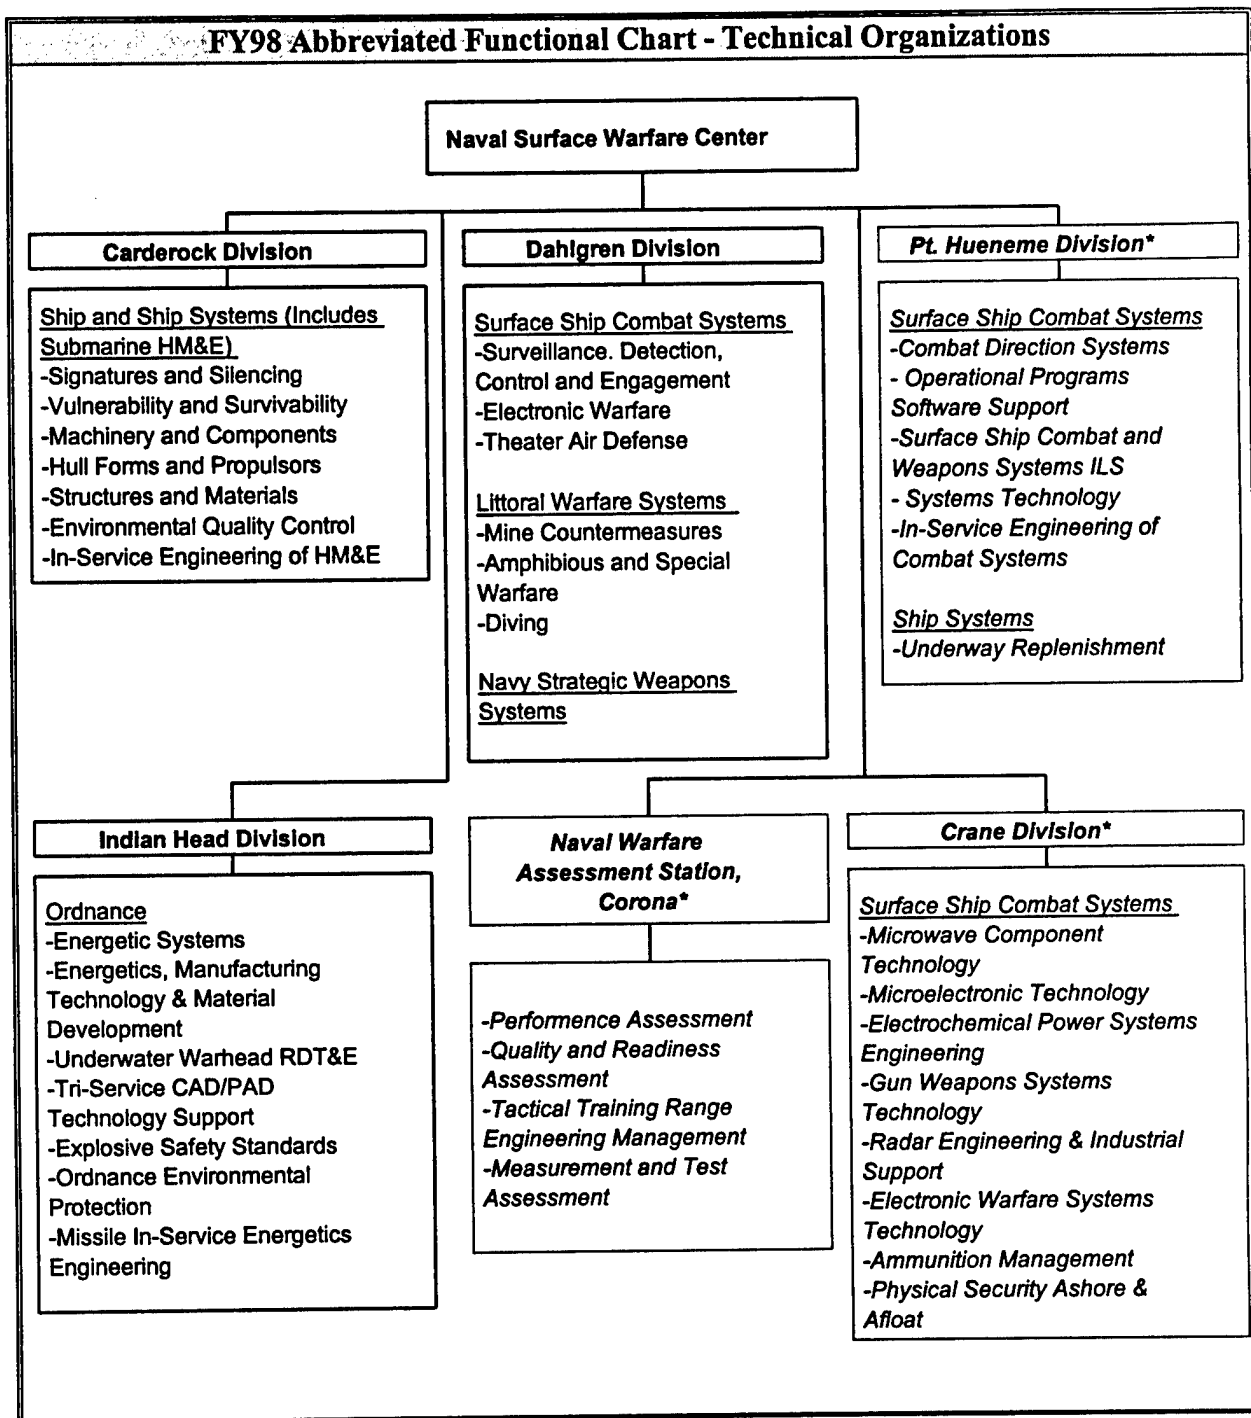 FY98 Abbreviated Functional Chart - Technical Organizations
Naval Surface Warfare Center
Carderock Division
Ship and Ship Systems (Includes
Submarine HM&E)
-Signatures and Silencing
-Vulnerability and Survivability
-Machinery and Components
-Hull Forms and Propulsors
-Structures and Materials
-Environmental Quality Control
-In-Service Engineering of HM&E
Dahlgren Division
Surface Ship Combat Systems
-Surveillance. Detection,
Control and Engagement
-Electronic Warfare
-Theater Air Defense
Littoral Warfare Systems
-Mine Countermeasures
-Amphibious and Special
Warfare
-Diving
Navy Strategic Weapons
Systems
Pt. Hueneme Division*
Surface Ship Combat Systems
-Combat Direction Systems
- Operational Programs
Software Support
-Surface Ship Combat and
Weapons Systems ILS
- Systems Technology
-In-Service Engineering of
Combat Systems
Ship Systems
-Underway Replenishment
Indian Head Division
Ordnance
-Energetic Systems
-Energetics, Manufacturing
Technology & Material
Development
-Underwater Warhead RDT&E
-Tri-Service CAD/PAD
Technology Support
-Explosive Safety Standards
-Ordnance Environmental
Protection
-Missile In-Service Energetics
Engineering
Naval Warfare
Assessment Station,
Corona*
-Performence Assessment
-Quality and Readiness
Assessment
-Tactical Training Range
Engineering Management
-Measurement and Test
Assessment
Crane Division*
Surface Ship Combat Systems
-Microwave Component
Technology
-Microelectronic Technology
-Electrochemical Power Systems
Engineering
-Gun Weapons Systems
Technology
-Radar Engineering & Industrial
Support
-Electronic Warfare Systems
Technology
-Ammunition Management
-Physical Security Ashore &
Afloat